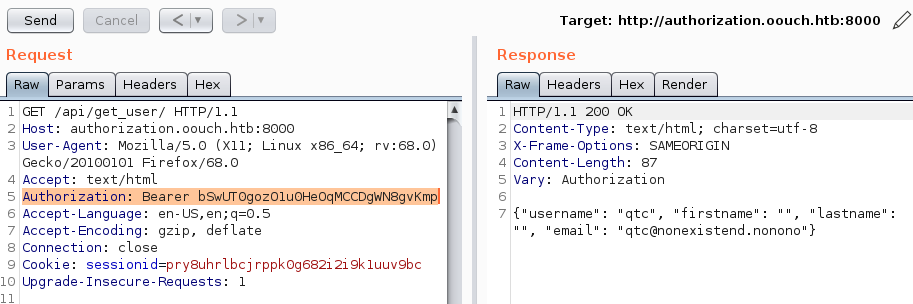 Send Cancel < > Target: http://authorization.oouch.htb:8000
Request
Raw Params Headers Hex
1 GET /api/get_user/ HTTP/1.1
2 Host: authorization.oouch.htb:8000
3 User-Agent: Mozilla/5.0 (X11; Linux x86_64; rv:68.0)
Gecko/20100101 Firefox/68.0
4 Accept: text/html
5 Authorization: Bearer bSwUT0gozOluOHeOqMCCDgWN8gvKmp
6 Accept-Language: en-US,en;q=0.5
7 Accept-Encoding: gzip, deflate
8 Connection: close
9 Cookie: sessionid=pry8uhrlbcjrppk0g682i2i9k1uuv9bc
10 Upgrade-Insecure-Requests: 1
11
Response
Raw Headers Hex Render
1 HTTP/1.1 200 OK
2 Content-Type: text/html; charset=utf-8
3 X-Frame-Options: SAMEORIGIN
4 Content-Length: 87
5 Vary: Authorization
6
7 {"username": "qtc", "firstname": "", "lastname":
"", "email": "qtc@nonexistend.nonono"}